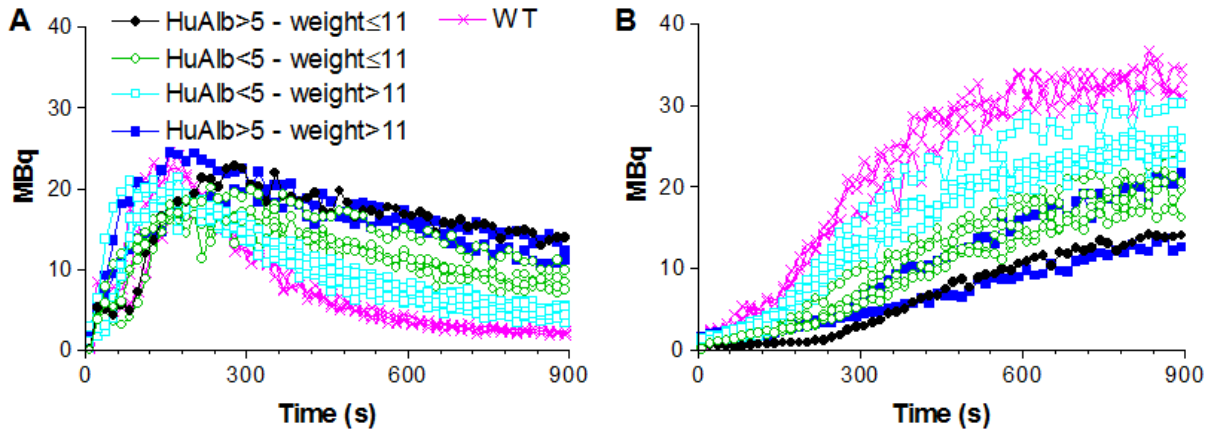 A
HuAlb>5 - weight≤11
WT
HuAlb<5 - weight≤11
HuAlb<5 - weight>11
HuAlb>5 - weight>11
MBq
40
30
20
10
0
0
300
600
900
Time (s)
B
MBq
40
30
20
10
0
0
300
600
900
Time (s)